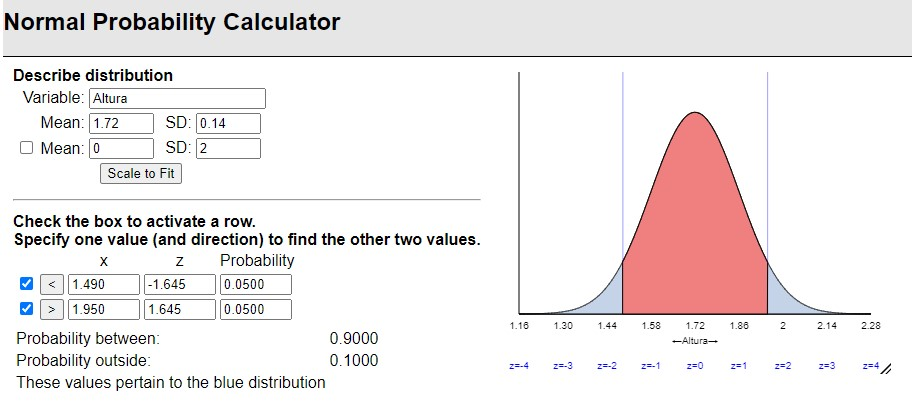 Normal Probability Calculator
Describe distribution
Variable: Altura
Mean: 1.72 SD: 0.14
Mean: 0 SD: 2
Scale to Fit
Check the box to activate a row.
Specify one value (and direction) to find the other two values.
x z Probability
< 1.490 -1.645 0.0500
> 1.950 1.645 0.0500
Probability between: 0.9000
Probability outside: 0.1000
These values pertain to the blue distribution
1.16 1.30 1.44 1.58 1.72 1.86 2 2.14 2.28
←Altura→
z=-4 z=-3 z=-2 z=-1 z=0 z=1 z=2 z=3 z=4